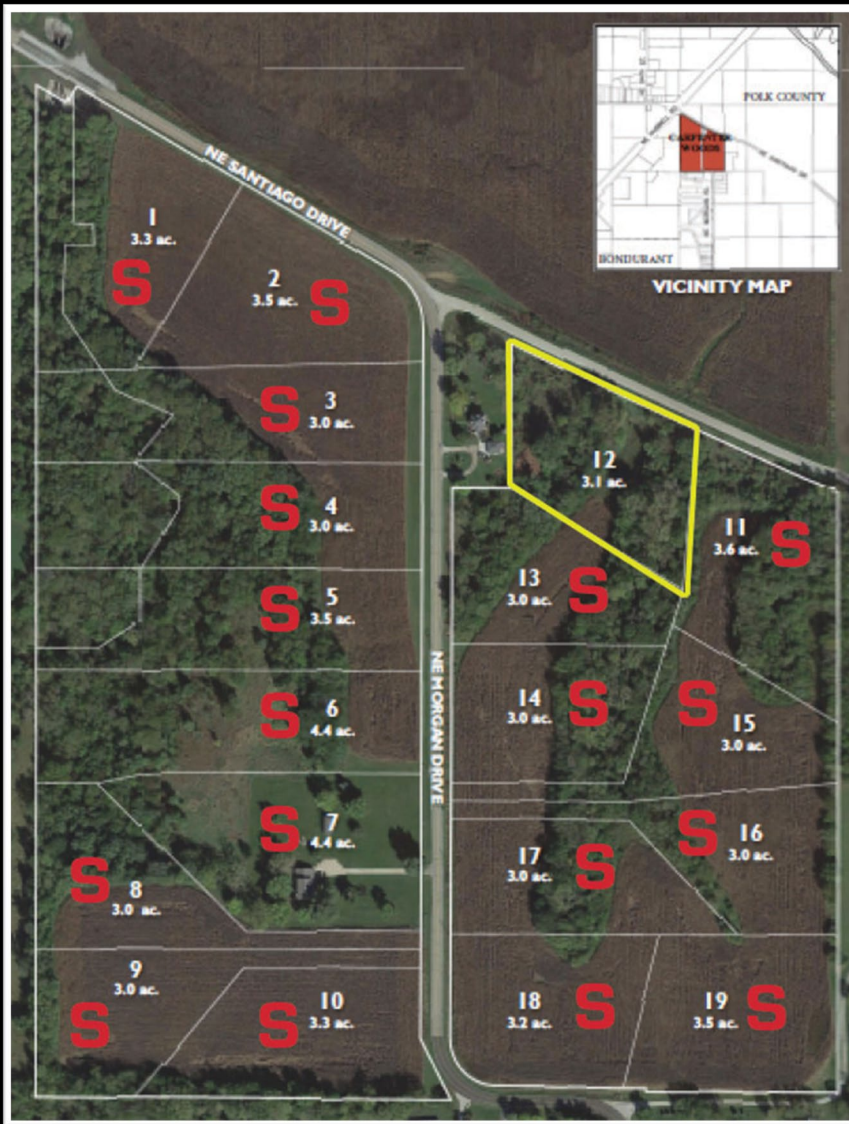 POLK COUNTY
CARPENTER
WOODS
BONDURANT
VICINITY MAP
NE SANTIAGO DRIVE
1
3.3 ac.
S
2
3.5 ac.
S
3
3.0 ac.
S
4
3.0 ac.
S
5
3.5 ac.
S
6
4.4 ac.
S
7
4.4 ac.
S
8
3.0 ac.
S
9
3.0 ac.
S
10
3.3 ac.
S
NE MORGAN DRIVE
12
3.1 ac.
11
3.6 ac.
S
13
3.0 ac.
S
14
3.0 ac.
S
15
3.0 ac.
S
16
3.0 ac.
S
17
3.0 ac.
S
18
3.2 ac.
S
19
3.5 ac.
S